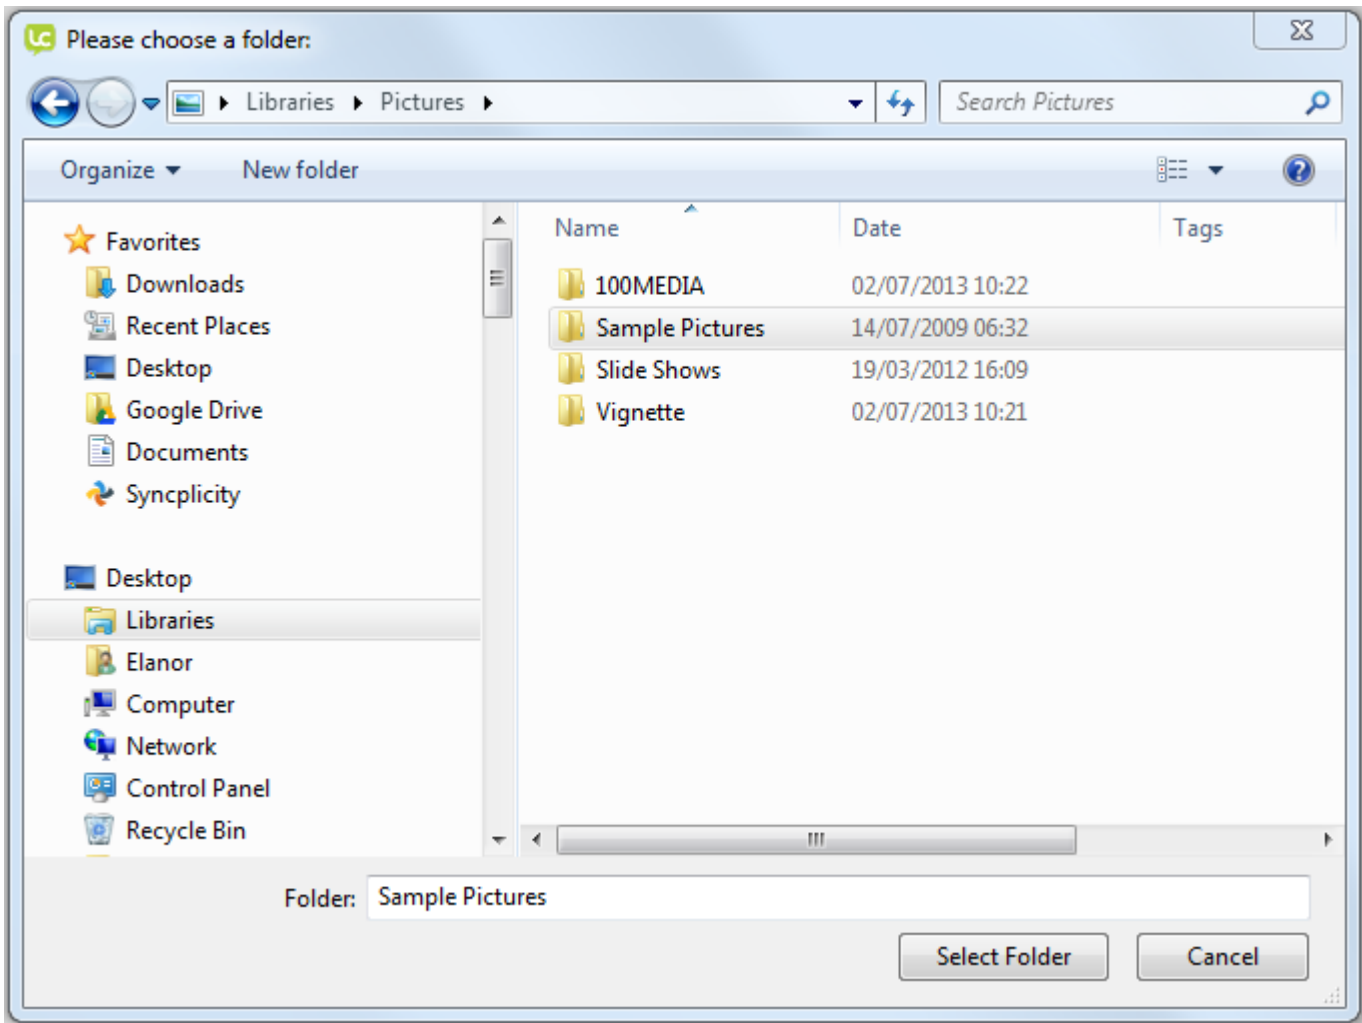 LC Please choose a folder:
Libraries Pictures
Search Pictures
Organize New folder
Name Date Tags
Favorites
Downloads
Recent Places
Desktop
Google Drive
Documents
Syncplicity
Desktop
Libraries
Elanor
Computer
Network
Control Panel
Recycle Bin
100MEDIA 02/07/2013 10:22
Sample Pictures 14/07/2009 06:32
Slide Shows 19/03/2012 16:09
Vignette 02/07/2013 10:21
Folder: Sample Pictures
Select Folder Cancel